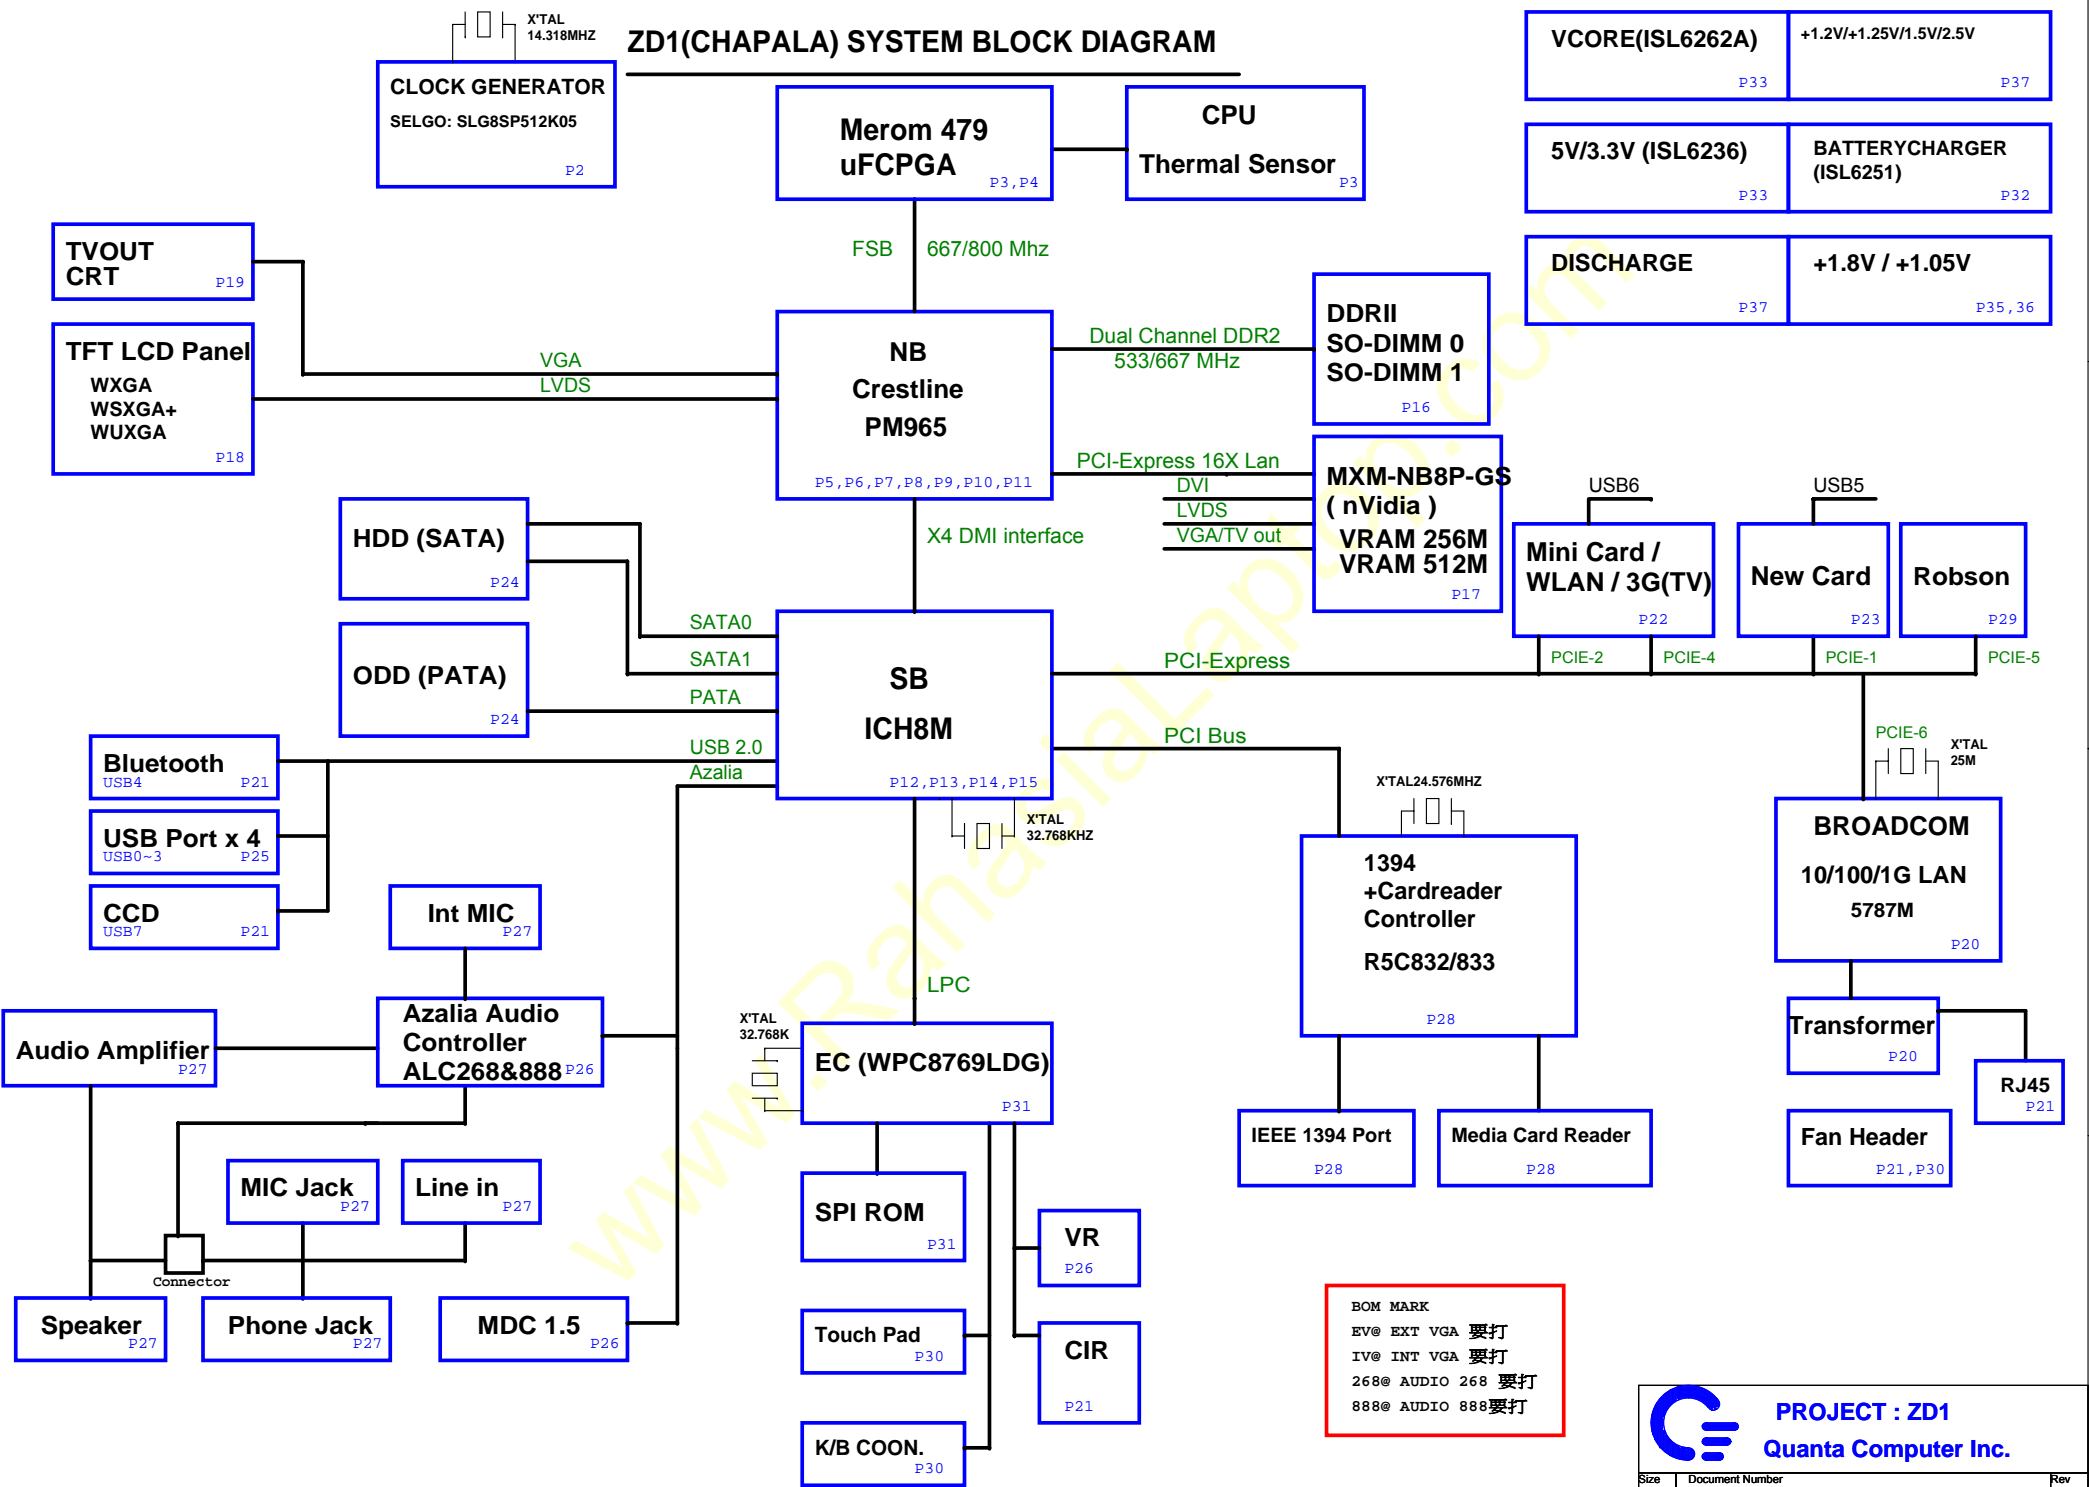 X'TAL
14.318MHZ
ZD1(CHAPALA) SYSTEM BLOCK DIAGRAM
CLOCK GENERATOR
SELGO: SLG8SP512K05
P2
Merom 479
uFCPGA
P3,P4
CPU
Thermal Sensor
P3
VCORE(ISL6262A)
P33
+1.2V/+1.25V/1.5V/2.5V
P37
5V/3.3V (ISL6236)
P33
BATTERYCHARGER
(ISL6251)
P32
DISCHARGE
P37
+1.8V / +1.05V
P35,36
FSB
667/800 Mhz
TVOUT
CRT
P19
TFT LCD Panel
WXGA
WSXGA+
WUXGA
P18
VGA
LVDS
NB
Crestline
PM965
P5,P6,P7,P8,P9,P10,P11
Dual Channel DDR2
533/667 MHz
DDRII
SO-DIMM 0
SO-DIMM 1
P16
PCI-Express 16X Lan
DVI
LVDS
VGA/TV out
MXM-NB8P-GS
( nVidia )
VRAM 256M
VRAM 512M
P17
USB6
USB5
Mini Card /
WLAN / 3G(TV)
P22
New Card
P23
Robson
P29
HDD (SATA)
P24
ODD (PATA)
P24
X4 DMI interface
SATA0
SATA1
PATA
USB 2.0
Azalia
SB
ICH8M
P12,P13,P14,P15
PCI-Express
PCI Bus
PCIE-2
PCIE-4
PCIE-1
PCIE-5
PCIE-6
X'TAL
25M
Bluetooth
USB4
P21
USB Port x 4
USB0~3
P25
CCD
USB7
P21
X'TAL
32.768KHZ
X'TAL24.576MHZ
1394
+Cardreader
Controller
R5C832/833
P28
BROADCOM
10/100/1G LAN
5787M
P20
Int MIC
P27
LPC
Audio Amplifier
P27
Azalia Audio
Controller
ALC268&888
P26
X'TAL
32.768K
EC (WPC8769LDG)
P31
Transformer
P20
RJ45
P21
IEEE 1394 Port
P28
Media Card Reader
P28
Fan Header
P21,P30
MIC Jack
P27
Line in
P27
SPI ROM
P31
VR
P26
Connector
Speaker
P27
Phone Jack
P27
MDC 1.5
P26
Touch Pad
P30
CIR
P21
K/B COON.
P30
BOM MARK
EV@ EXT VGA 要打
IV@ INT VGA 要打
268@ AUDIO 268 要打
888@ AUDIO 888要打
PROJECT : ZD1
Quanta Computer Inc.
Size
Document Number
Rev
www.RahasiaLaptop.com